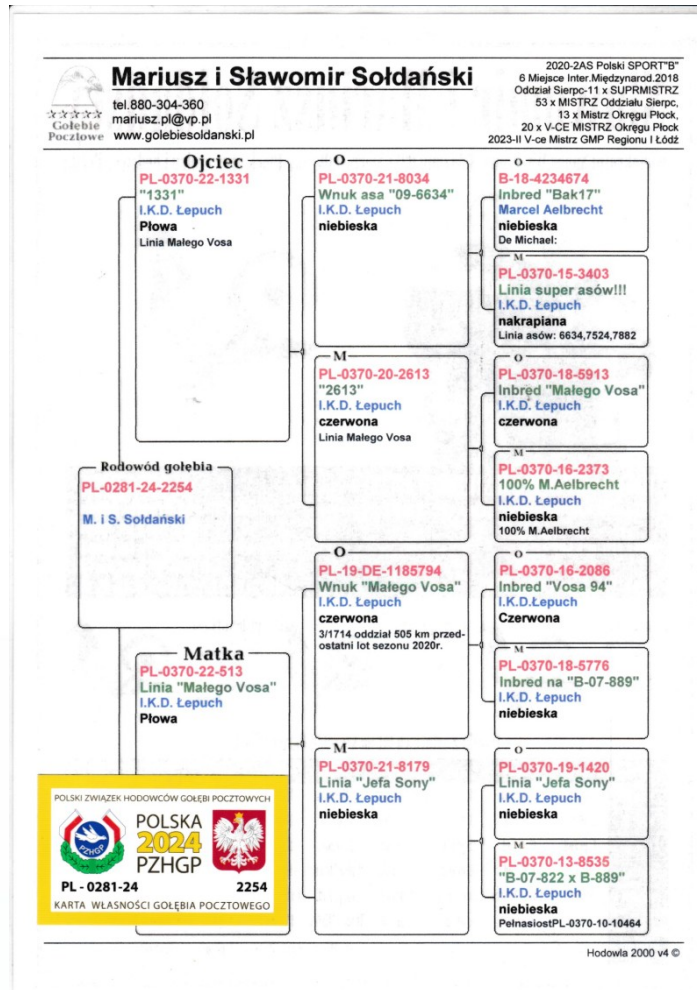 Mariusz i Sławomir Sołdański
tel.880-304-360
mariusz.pl@vp.pl
www.golebiesoldanski.pl
Gołebie
Pocztowe
2020-2AS Polski SPORT"B"
6 Miejsce Inter.Międzynarod.2018
Oddział Sierpc-11 x SUPRMISTRZ
53 x MISTRZ Oddziału Sierpc,
13 x Mistrz Okręgu Płock,
20 x V-CE MISTRZ Okręgu Płock
2023-II V-ce Mistrz GMP Regionu I Łódź
Ojciec
PL-0370-22-1331
"1331"
I.K.D. Łepuch
Płowa
Linia Małego Vosa
O
PL-0370-21-8034
Wnuk asa "09-6634"
I.K.D. Łepuch
niebieska
O
B-18-4234674
Inbred "Bak17"
Marcel Aelbrecht
niebieska
De Michael:
M
PL-0370-15-3403
Linia super asów!!!
I.K.D. Łepuch
nakrapiana
Linia asów: 6634,7524,7882
M
PL-0370-20-2613
"2613"
I.K.D. Łepuch
czerwona
Linia Małego Vosa
O
PL-0370-18-5913
Inbred "Małego Vosa"
I.K.D. Łepuch
czerwona
M
PL-0370-16-2373
100% M.Aelbrecht
I.K.D. Łepuch
niebieska
100% M.Aelbrecht
Rodowód gołębia
PL-0281-24-2254
M. i S. Sołdański
O
PL-19-DE-1185794
Wnuk "Małego Vosa"
I.K.D. Łepuch
czerwona
3/1714 oddział 505 km przed-
ostatni lot sezonu 2020r.
O
PL-0370-16-2086
Inbred "Vosa 94"
I.K.D.Łepuch
Czerwona
M
PL-0370-18-5776
Inbred na "B-07-889"
I.K.D. Łepuch
niebieska
Matka
PL-0370-22-513
Linia "Małego Vosa"
I.K.D. Łepuch
Płowa
M
PL-0370-21-8179
Linia "Jefa Sony"
I.K.D. Łepuch
niebieska
O
PL-0370-19-1420
Linia "Jefa Sony"
I.K.D. Łepuch
niebieska
M
PL-0370-13-8535
"B-07-822 x B-889"
I.K.D. Łepuch
niebieska
PełnasiostPL-0370-10-10464
POLSKI ZWIĄZEK HODOWCÓW GOŁĘBI POCZTOWYCH
PZHGP
POLSKA
2024
PZHGP
PL - 0281-24 2254
KARTA WŁASNOŚCI GOŁĘBIA POCZTOWEGO
Hodowla 2000 v4 ©